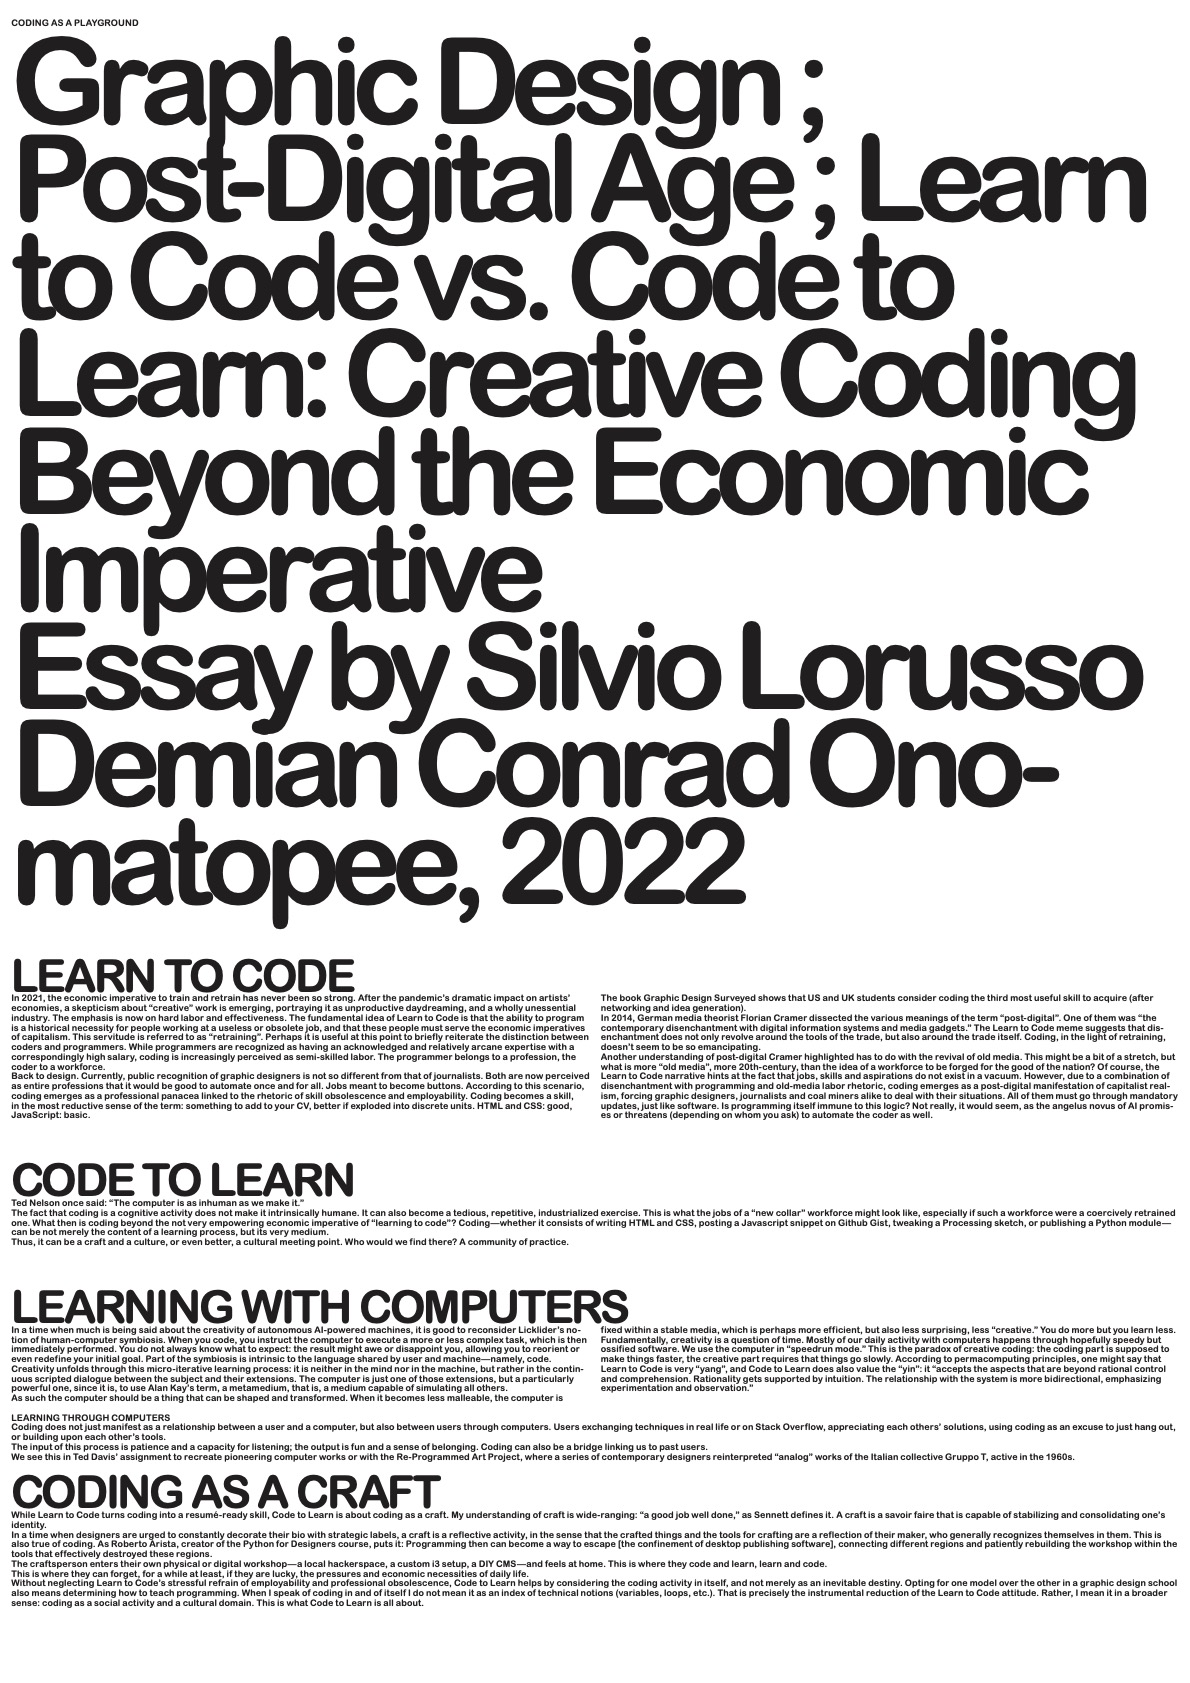 CODING AS A PLAYGROUND
Graphic Design ;
Post-Digital Age ; Learn
to Code vs. Code to
Learn: Creative Coding
Beyond the Economic
Imperative
Essay by Silvio Lorusso
Demian Conrad Ono-
matopee, 2022
LEARN TO CODE
In 2021, the economic imperative to train and retrain has never been so strong. After the pandemic's dramatic impact on artists'
economies, a skepticism about “creative” work is emerging, portraying it as unproductive daydreaming, and a wholly unessential
industry. The emphasis is now on hard labor and effectiveness. The fundamental idea of Learn to Code is that the ability to program
is a historical necessity for people working at a useless or obsolete job, and that these people must serve the economic imperatives
of capitalism. This servitude is referred to as “retraining”. Perhaps it is useful at this point to briefly reiterate the distinction between
coders and programmers. While programmers are recognized as having an acknowledged and relatively arcane expertise with a
correspondingly high salary, coding is increasingly perceived as semi-skilled labor. The programmer belongs to a profession, the
coder to a workforce.
Back to design. Currently, public recognition of graphic designers is not so different from that of journalists. Both are now perceived
as entire professions that it would be good to automate once and for all. Jobs meant to become buttons. According to this scenario,
coding emerges as a professional panacea linked to the rhetoric of skill obsolescence and employability. Coding becomes a skill,
in the most reductive sense of the term: something to add to your CV, better if exploded into discrete units. HTML and CSS: good,
JavaScript: basic.
The book Graphic Design Surveyed shows that US and UK students consider coding the third most useful skill to acquire (after
networking and idea generation).
In 2014, German media theorist Florian Cramer dissected the various meanings of the term “post-digital”. One of them was “the
contemporary disenchantment with digital information systems and media gadgets.” The Learn to Code meme suggests that dis-
enchantment does not only revolve around the tools of the trade, but also around the trade itself. Coding, in the light of retraining,
doesn't seem to be so emancipating.
Another understanding of post-digital Cramer highlighted has to do with the revival of old media. This might be a bit of a stretch, but
what is more “old media”, more 20th-century, than the idea of a workforce to be forged for the good of the nation? Of course, the
Learn to Code narrative hints at the fact that jobs, skills and aspirations do not exist in a vacuum. However, due to a combination of
disenchantment with programming and old-media labor rhetoric, coding emerges as a post-digital manifestation of capitalist real-
ism, forcing graphic designers, journalists and coal miners alike to deal with their situations. All of them must go through mandatory
updates, just like software. Is programming itself immune to this logic? Not really, it would seem, as the angelus novus of AI promis-
es or threatens (depending on whom you ask) to automate the coder as well.
CODE TO LEARN
Ted Nelson once said: “The computer is as inhuman as we make it.”
The fact that coding is a cognitive activity does not make it intrinsically humane. It can also become a tedious, repetitive, industrialized exercise. This is what the jobs of a “new collar” workforce might look like, especially if such a workforce were a coercively retrained
one. What then is coding beyond the not very empowering economic imperative of “learning to code”? Coding—whether it consists of writing HTML and CSS, posting a Javascript snippet on Github Gist, tweaking a Processing sketch, or publishing a Python module—
can be not merely the content of a learning process, but its very medium.
Thus, it can be a craft and a culture, or even better, a cultural meeting point. Who would we find there? A community of practice.
LEARNING WITH COMPUTERS
In a time when much is being said about the creativity of autonomous AI-powered machines, it is good to reconsider Licklider's no-
tion of human-computer symbiosis. When you code, you instruct the computer to execute a more or less complex task, which is then
immediately performed. You do not always know what to expect: the result might awe or disappoint you, allowing you to reorient or
even redefine your initial goal. Part of the symbiosis is intrinsic to the language shared by user and machine—namely, code.
Creativity unfolds through this micro-iterative learning process: it is neither in the mind nor in the machine, but rather in the contin-
uous scripted dialogue between the subject and their extensions. The computer is just one of those extensions, but a particularly
powerful one, since it is, to use Alan Kay's term, a metamedium, that is, a medium capable of simulating all others.
As such the computer should be a thing that can be shaped and transformed. When it becomes less malleable, the computer is
fixed within a stable media, which is perhaps more efficient, but also less surprising, less “creative.” You do more but you learn less.
Fundamentally, creativity is a question of time. Mostly of our daily activity with computers happens through hopefully speedy but
ossified software. We use the computer in “speedrun mode.” This is the paradox of creative coding: the coding part is supposed to
make things faster, the creative part requires that things go slowly. According to permacomputing principles, one might say that
Learn to Code is very “yang”, and Code to Learn does also value the “yin”: it “accepts the aspects that are beyond rational control
and comprehension. Rationality gets supported by intuition. The relationship with the system is more bidirectional, emphasizing
experimentation and observation.”
LEARNING THROUGH COMPUTERS
Coding does not just manifest as a relationship between a user and a computer, but also between users through computers. Users exchanging techniques in real life or on Stack Overflow, appreciating each others' solutions, using coding as an excuse to just hang out,
or building upon each other's tools.
The input of this process is patience and a capacity for listening; the output is fun and a sense of belonging. Coding can also be a bridge linking us to past users.
We see this in Ted Davis' assignment to recreate pioneering computer works or with the Re-Programmed Art Project, where a series of contemporary designers reinterpreted “analog” works of the Italian collective Gruppo T, active in the 1960s.
CODING AS A CRAFT
While Learn to Code turns coding into a resumé-ready skill, Code to Learn is about coding as a craft. My understanding of craft is wide-ranging: “a good job well done,” as Sennett defines it. A craft is a savoir faire that is capable of stabilizing and consolidating one's
identity.
In a time when designers are urged to constantly decorate their bio with strategic labels, a craft is a reflective activity, in the sense that the crafted things and the tools for crafting are a reflection of their maker, who generally recognizes themselves in them. This is
also true of coding. As Roberto Arista, creator of the Python for Designers course, puts it: Programming then can become a way to escape [the confinement of desktop publishing software], connecting different regions and patiently rebuilding the workshop within the
tools that effectively destroyed these regions.
The craftsperson enters their own physical or digital workshop—a local hackerspace, a custom i3 setup, a DIY CMS—and feels at home. This is where they code and learn, learn and code.
This is where they can forget, for a while at least, if they are lucky, the pressures and economic necessities of daily life.
Without neglecting Learn to Code's stressful refrain of employability and professional obsolescence, Code to Learn helps by considering the coding activity in itself, and not merely as an inevitable destiny. Opting for one model over the other in a graphic design school
also means determining how to teach programming. When I speak of coding in and of itself I do not mean it as an index of technical notions (variables, loops, etc.). That is precisely the instrumental reduction of the Learn to Code attitude. Rather, I mean it in a broader
sense: coding as a social activity and a cultural domain. This is what Code to Learn is all about.